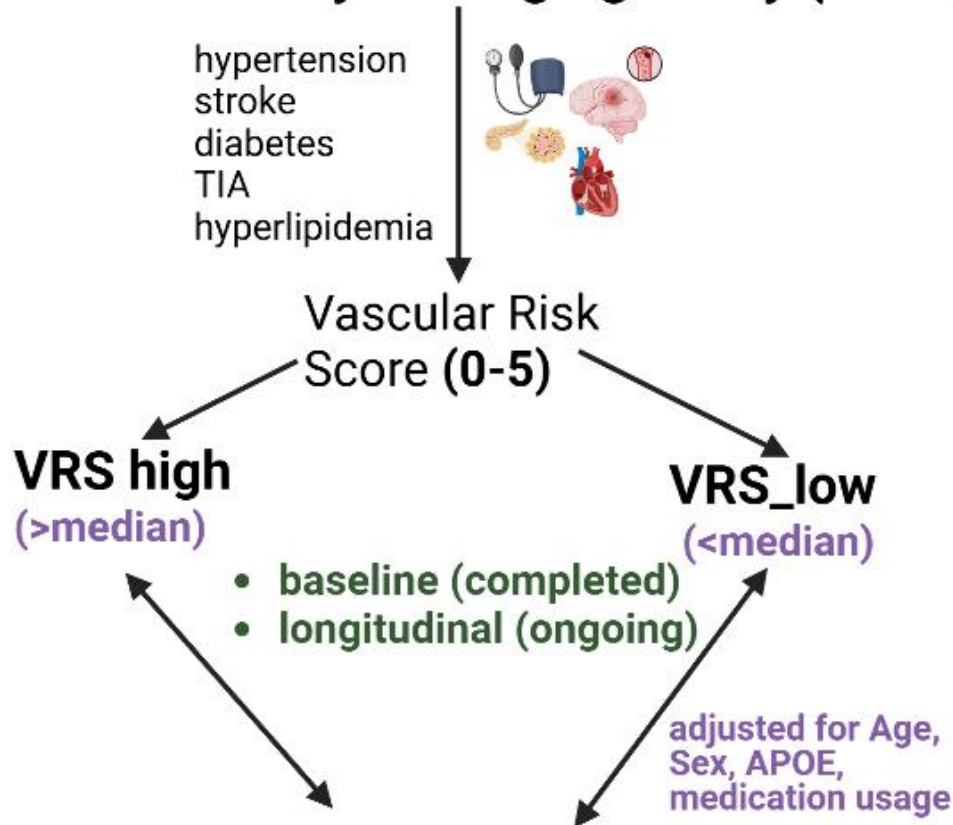 hypertension
stroke
diabetes
TIA
hyperlipidemia
Vascular Risk
Score (0-5)
VRS high
(>median)
VRS_low
(<median)
• baseline (completed)
• longitudinal (ongoing)
adjusted for Age,
Sex, APOE,
medication usage